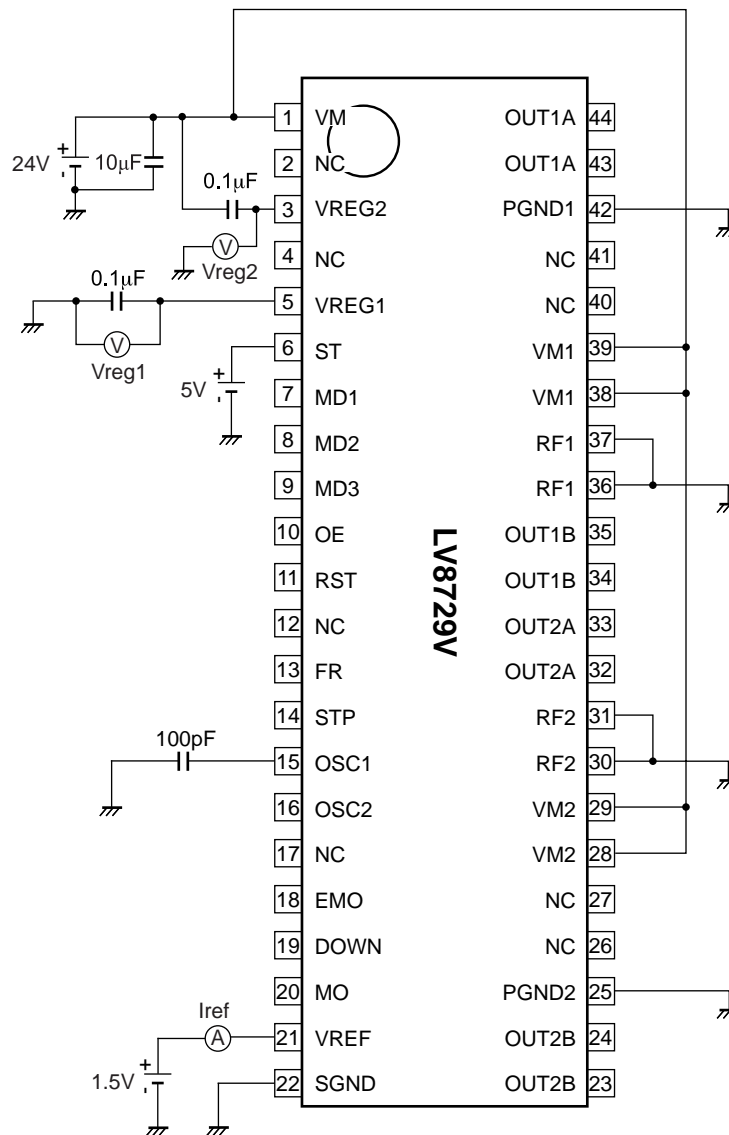 1 VM OUT1A 44
24V + - 10μF
2 NC OUT1A 43
0.1μF
3 VREG2 PGND1 42
V
Vreg2
4 NC NC 41
0.1μF
5 VREG1 NC 40
V
Vreg1
6 ST VM1 39
5V + -
7 MD1 VM1 38
8 MD2 RF1 37
9 MD3 RF1 36
10 OE OUT1B 35
11 RST OUT1B 34
LV8729V
12 NC OUT2A 33
13 FR OUT2A 32
14 STP RF2 31
100pF
15 OSC1 RF2 30
16 OSC2 VM2 29
17 NC VM2 28
18 EMO NC 27
19 DOWN NC 26
20 MO PGND2 25
Iref
A
21 VREF OUT2B 24
1.5V + -
22 SGND OUT2B 23